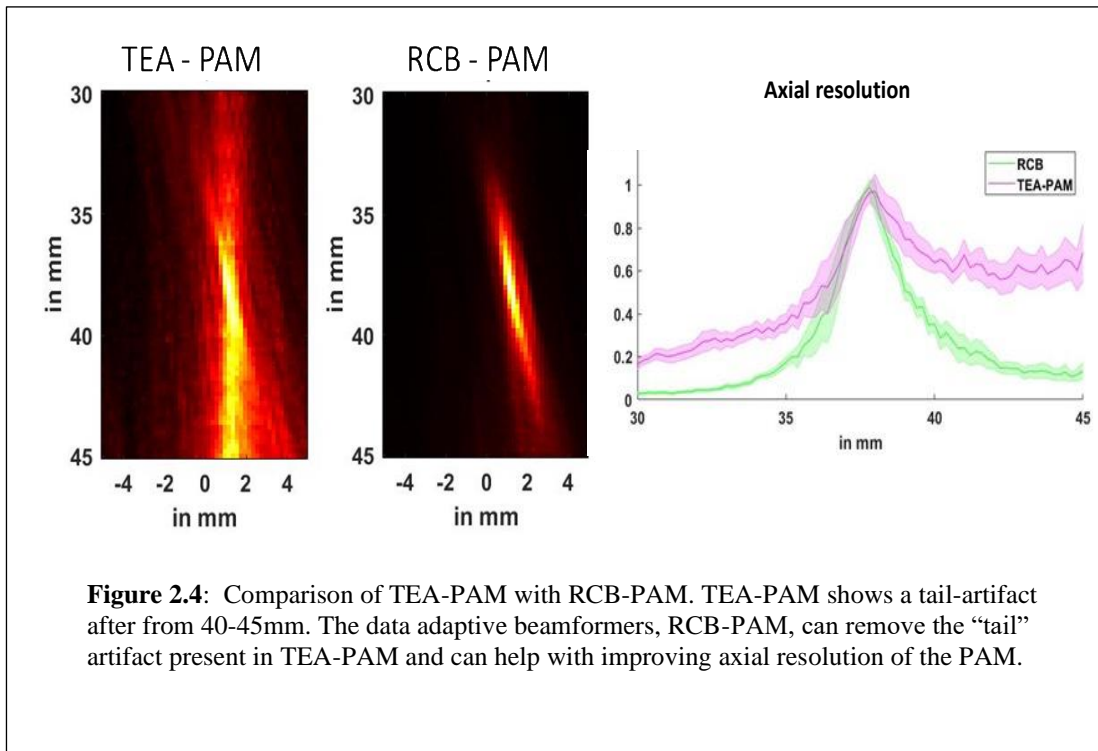 TEA - PAM
RCB - PAM
Axial resolution
30
35
40
45
in mm
-4 -2 0 2 4
in mm
30
35
40
45
in mm
-4 -2 0 2 4
in mm
RCB
TEA-PAM
1
0.8
0.6
0.4
0.2
0
30 35 40 45
in mm
Figure 2.4: Comparison of TEA-PAM with RCB-PAM. TEA-PAM shows a tail-artifact
after from 40-45mm. The data adaptive beamformers, RCB-PAM, can remove the “tail”
artifact present in TEA-PAM and can help with improving axial resolution of the PAM.